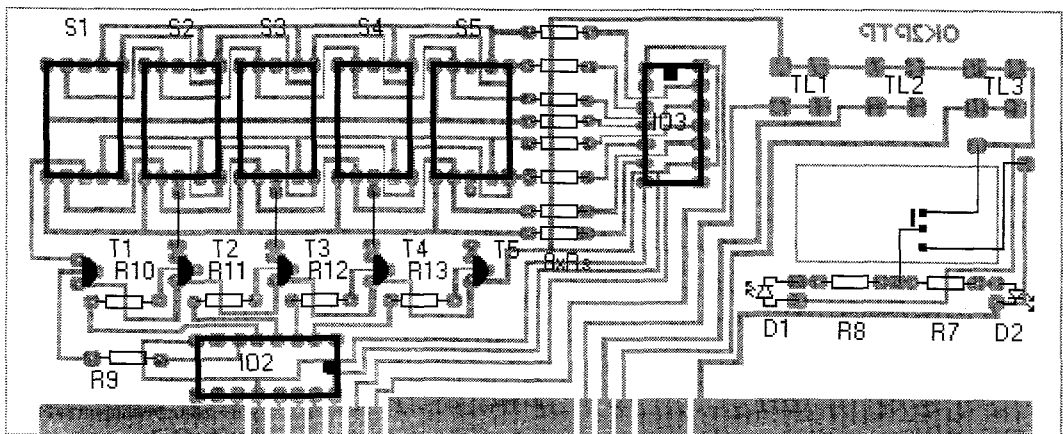 S1 S2 S3 S4 S5
OK2PTP
TL1 TL2 TL3
IO3
T1 T2 T3 T4 T5
R10 R11 R12 R13
8xRs
D1 R8 R7 D2
R9
IO2